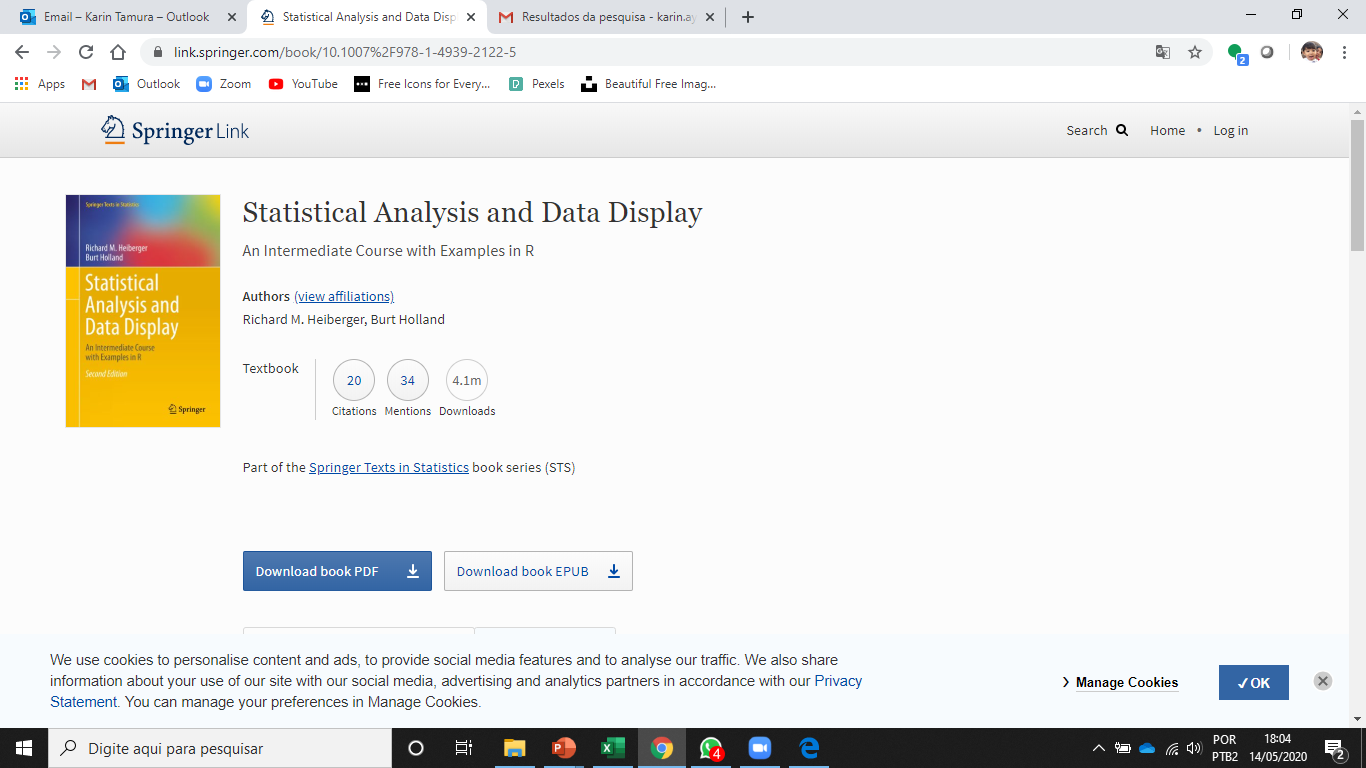 Email – Karin Tamura – Outlook
Statistical Analysis and Data Disp
Resultados da pesquisa - karin.ay
link.springer.com/book/10.1007%2F978-1-4939-2122-5
2
Apps
Outlook
Zoom
YouTube
Free Icons for Every...
Pexels
Beautiful Free Imag...
Springer Link
Search
Home • Log in
Springer Texts in Statistics
Richard M. Heiberger
Burt Holland
Statistical
Analysis and
Data Display
An Intermediate Course
with Examples in R
Second Edition
Springer
Statistical Analysis and Data Display
An Intermediate Course with Examples in R
Authors (view affiliations)
Richard M. Heiberger, Burt Holland
Textbook
20 34 4.1m
Citations Mentions Downloads
Part of the Springer Texts in Statistics book series (STS)
Download book PDF
Download book EPUB
We use cookies to personalise content and ads, to provide social media features and to analyse our traffic. We also share
information about your use of our site with our social media, advertising and analytics partners in accordance with our Privacy
Statement. You can manage your preferences in Manage Cookies.
Manage Cookies
✓OK
Digite aqui para pesquisar
4
POR
PTB2
18:04
14/05/2020
2